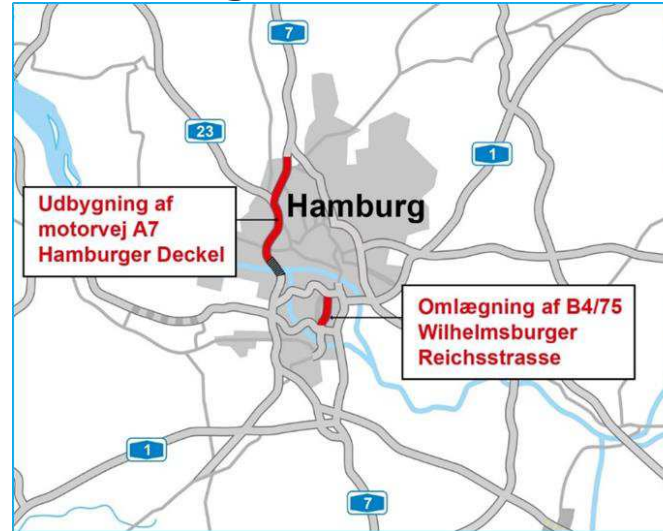 7
23
1
Udbygning af
motorvej A7
Hamburger Deckel
Hamburg
Omlægning af B4/75
Wilhelmsburger
Reichsstrasse
1
7